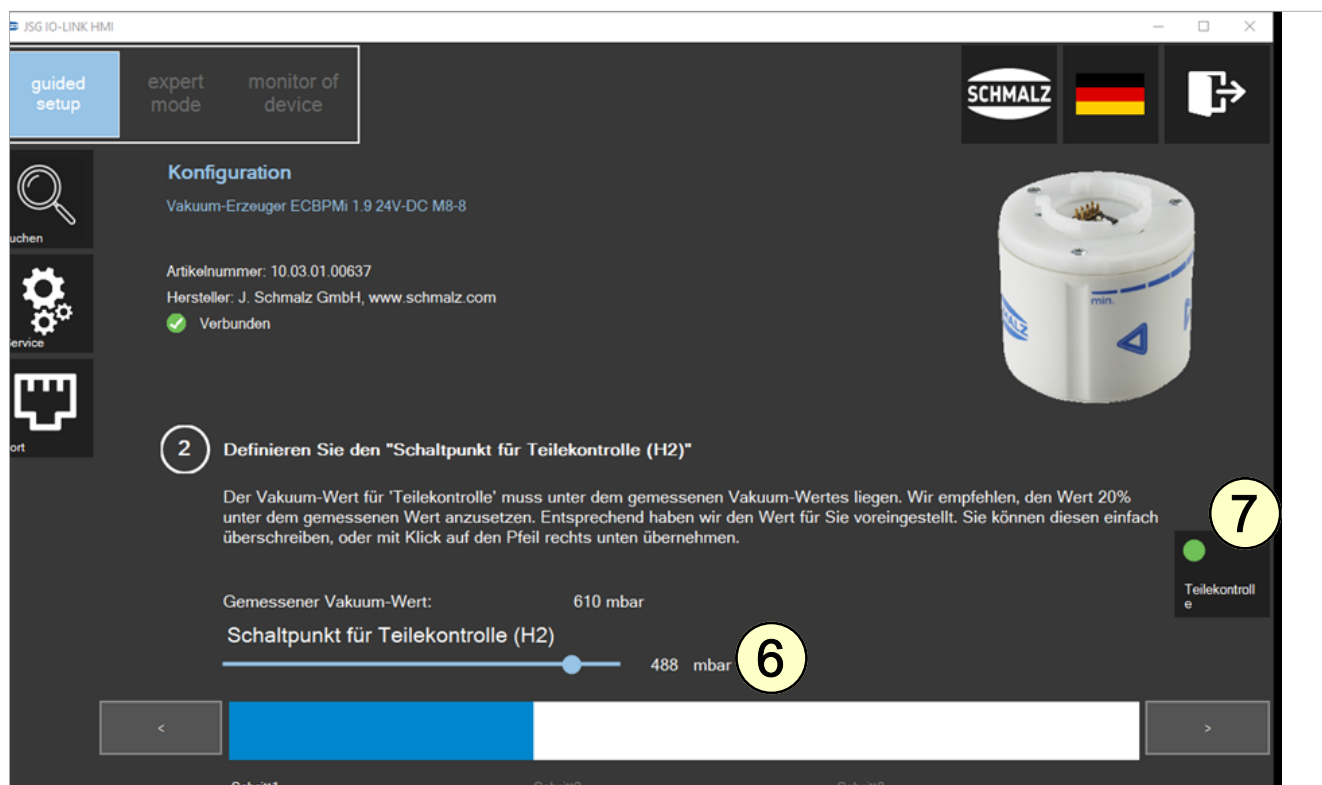 JSG IO-LINK HMI
guided
setup
expert
mode
monitor of
device
SCHMALZ
Konfiguration
Vakuum-Erzeuger ECBPMi 1.9 24V-DC M8-8
uchen
Artikelnummer: 10.03.01.00637
Hersteller: J. Schmalz GmbH, www.schmalz.com
Verbunden
min.
ervice
ort
2
Definieren Sie den "Schaltpunkt für Teilekontrolle (H2)"
Der Vakuum-Wert für 'Teilekontrolle' muss unter dem gemessenen Vakuum-Wertes liegen. Wir empfehlen, den Wert 20%
unter dem gemessenen Wert anzusetzen. Entsprechend haben wir den Wert für Sie voreingestellt. Sie können diesen einfach
überschreiben, oder mit Klick auf den Pfeil rechts unten übernehmen.
7
Teilekontroll
e
Gemessener Vakuum-Wert: 610 mbar
Schaltpunkt für Teilekontrolle (H2)
488 mbar
6
<
>